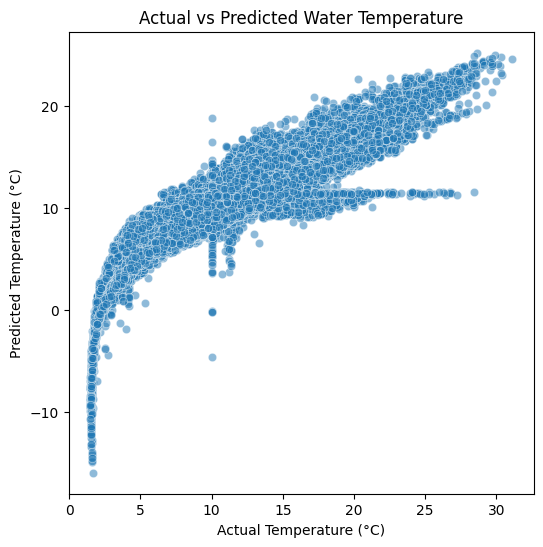 Actual vs Predicted Water Temperature
Predicted Temperature (°C)
20
10
0
−10
0 5 10 15 20 25 30
Actual Temperature (°C)